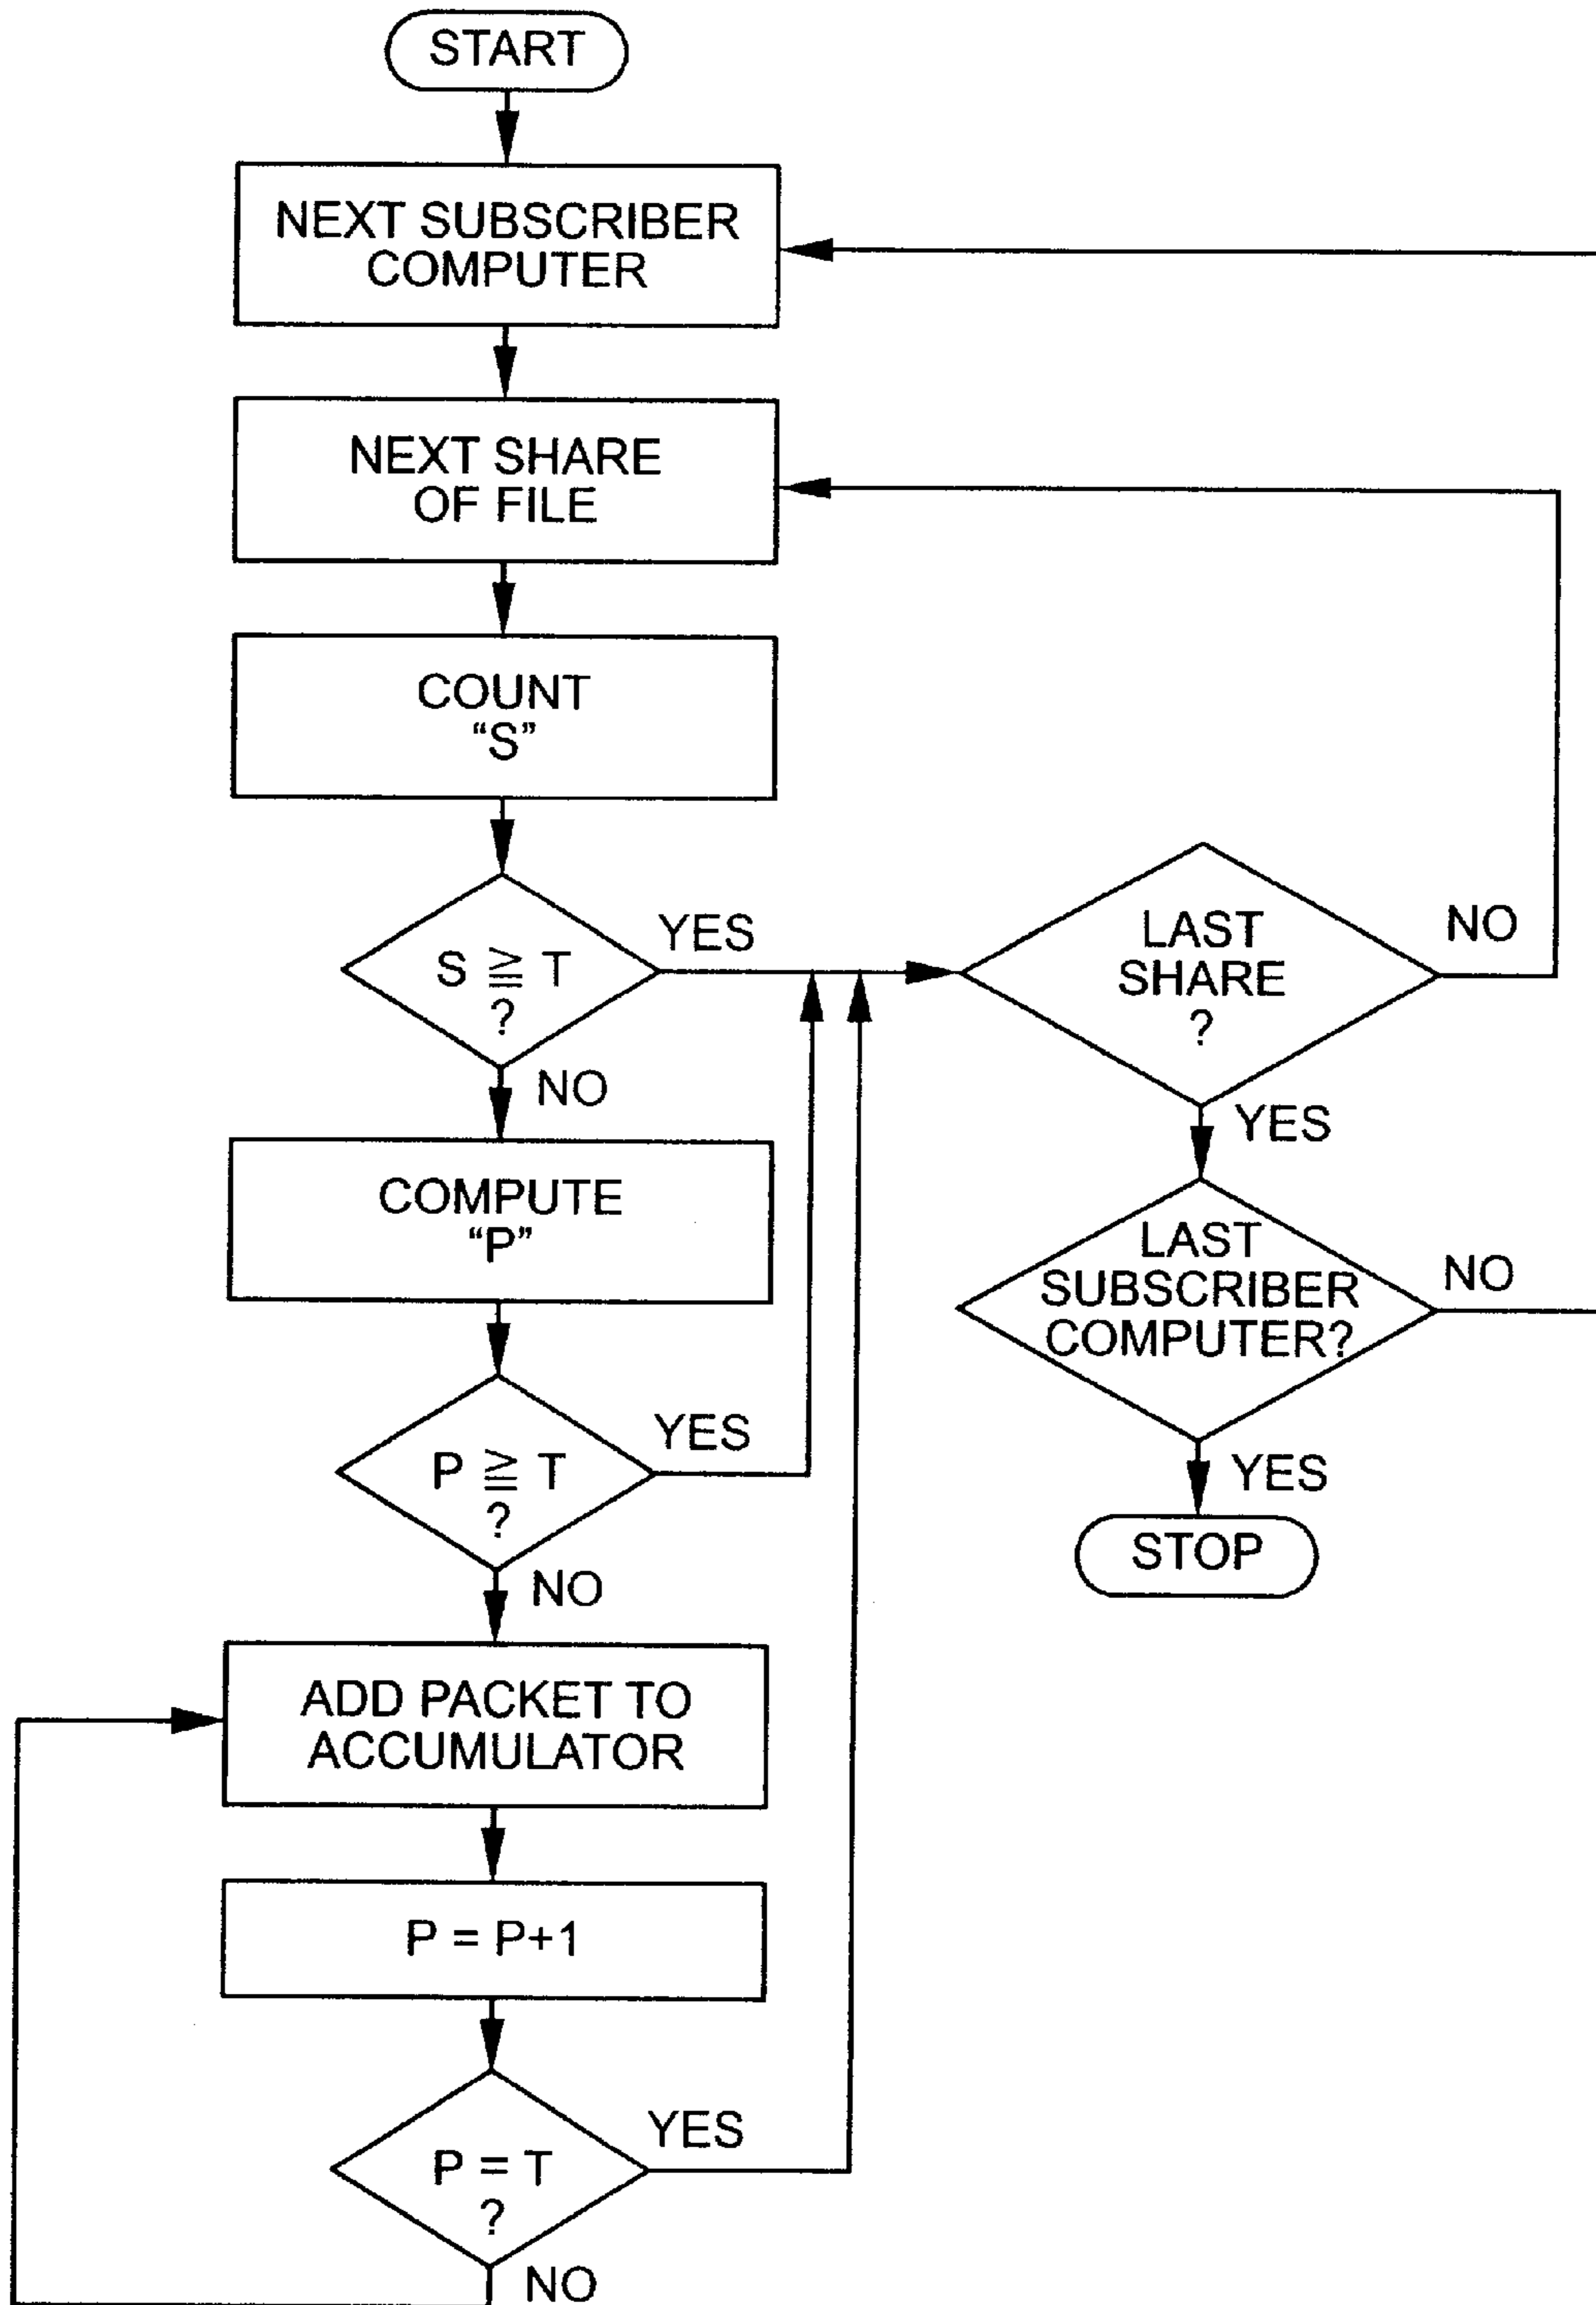 START
NEXT SUBSCRIBER
COMPUTER
NEXT SHARE
OF FILE
COUNT
“S”
S ≧ T
?
YES
NO
LAST
SHARE
?
NO
YES
COMPUTE
“P”
LAST
SUBSCRIBER
COMPUTER?
NO
YES
STOP
P ≧ T
?
YES
NO
ADD PACKET TO
ACCUMULATOR
P = P+1
P = T
?
YES
NO